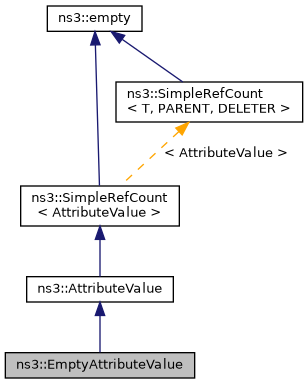 ns3::empty
ns3::SimpleRefCount
< T, PARENT, DELETER >
< AttributeValue >
ns3::SimpleRefCount
< AttributeValue >
ns3::AttributeValue
ns3::EmptyAttributeValue